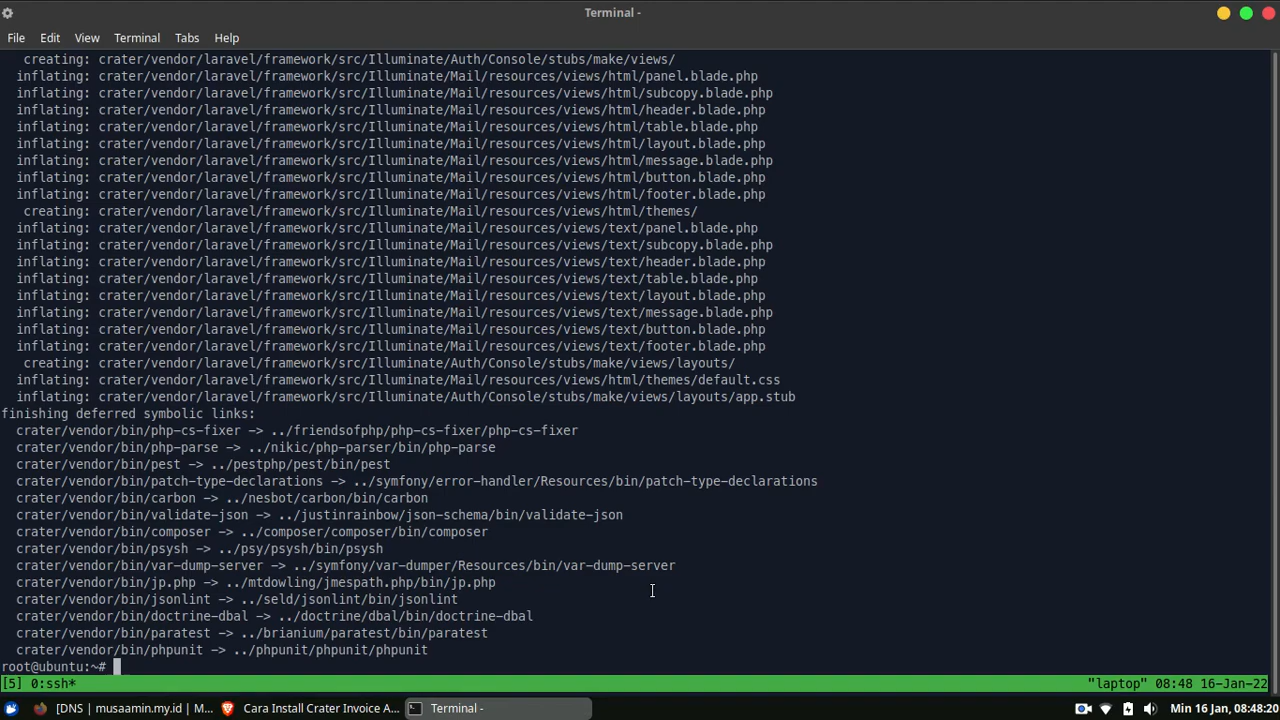 Terminal -
File Edit View Terminal Tabs Help
creating: crater/vendor/laravel/framework/src/Illuminate/Auth/Console/stubs/make/views/
inflating: crater/vendor/laravel/framework/src/Illuminate/Mail/resources/views/html/panel.blade.php
inflating: crater/vendor/laravel/framework/src/Illuminate/Mail/resources/views/html/subcopy.blade.php
inflating: crater/vendor/laravel/framework/src/Illuminate/Mail/resources/views/html/header.blade.php
inflating: crater/vendor/laravel/framework/src/Illuminate/Mail/resources/views/html/table.blade.php
inflating: crater/vendor/laravel/framework/src/Illuminate/Mail/resources/views/html/layout.blade.php
inflating: crater/vendor/laravel/framework/src/Illuminate/Mail/resources/views/html/message.blade.php
inflating: crater/vendor/laravel/framework/src/Illuminate/Mail/resources/views/html/button.blade.php
inflating: crater/vendor/laravel/framework/src/Illuminate/Mail/resources/views/html/footer.blade.php
creating: crater/vendor/laravel/framework/src/Illuminate/Mail/resources/views/html/themes/
inflating: crater/vendor/laravel/framework/src/Illuminate/Mail/resources/views/text/panel.blade.php
inflating: crater/vendor/laravel/framework/src/Illuminate/Mail/resources/views/text/subcopy.blade.php
inflating: crater/vendor/laravel/framework/src/Illuminate/Mail/resources/views/text/header.blade.php
inflating: crater/vendor/laravel/framework/src/Illuminate/Mail/resources/views/text/table.blade.php
inflating: crater/vendor/laravel/framework/src/Illuminate/Mail/resources/views/text/layout.blade.php
inflating: crater/vendor/laravel/framework/src/Illuminate/Mail/resources/views/text/message.blade.php
inflating: crater/vendor/laravel/framework/src/Illuminate/Mail/resources/views/text/button.blade.php
inflating: crater/vendor/laravel/framework/src/Illuminate/Mail/resources/views/text/footer.blade.php
creating: crater/vendor/laravel/framework/src/Illuminate/Auth/Console/stubs/make/views/layouts/
inflating: crater/vendor/laravel/framework/src/Illuminate/Mail/resources/views/html/themes/default.css
inflating: crater/vendor/laravel/framework/src/Illuminate/Auth/Console/stubs/make/views/layouts/app.stub
finishing deferred symbolic links:
crater/vendor/bin/php-cs-fixer -> ../friendsofphp/php-cs-fixer/php-cs-fixer
crater/vendor/bin/php-parse -> ../nikic/php-parser/bin/php-parse
crater/vendor/bin/pest -> ../pestphp/pest/bin/pest
crater/vendor/bin/patch-type-declarations -> ../symfony/error-handler/Resources/bin/patch-type-declarations
crater/vendor/bin/carbon -> ../nesbot/carbon/bin/carbon
crater/vendor/bin/validate-json -> ../justinrainbow/json-schema/bin/validate-json
crater/vendor/bin/composer -> ../composer/composer/bin/composer
crater/vendor/bin/psysh -> ../psy/psysh/bin/psysh
crater/vendor/bin/var-dump-server -> ../symfony/var-dumper/Resources/bin/var-dump-server
crater/vendor/bin/jp.php -> ../mtdowling/jmespath.php/bin/jp.php
crater/vendor/bin/jsonlint -> ../seld/jsonlint/bin/jsonlint
crater/vendor/bin/doctrine-dbal -> ../doctrine/dbal/bin/doctrine-dbal
crater/vendor/bin/paratest -> ../brianium/paratest/bin/paratest
crater/vendor/bin/phpunit -> ../phpunit/phpunit/phpunit
root@ubuntu:~#
[5] 0:ssh* "laptop" 08:48 16-Jan-22
[DNS | musaamin.my.id | M... Cara Install Crater Invoice A... Terminal - Min 16 Jan, 08:48:20